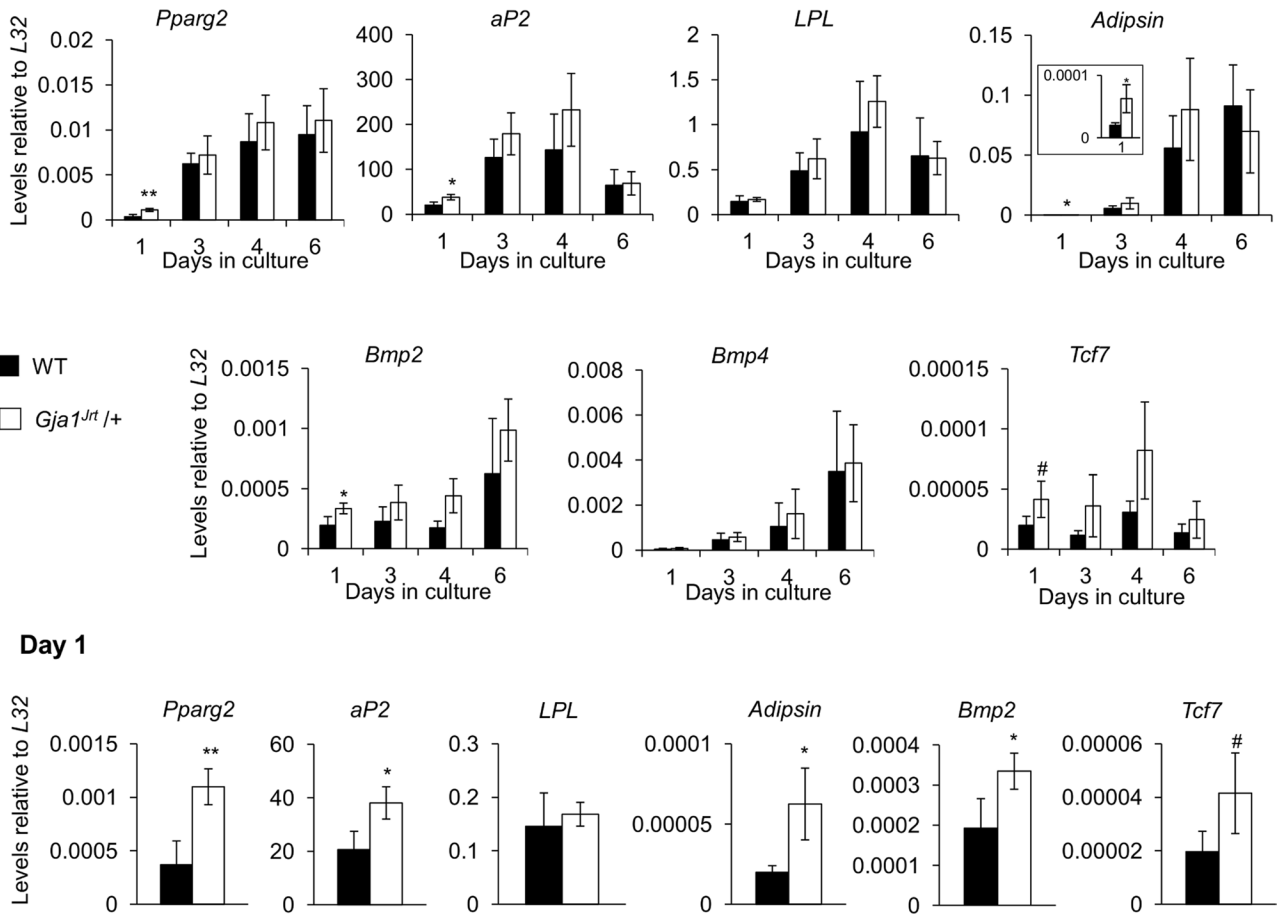 Pparg2
aP2
LPL
Adipsin
Levels relative to L32
0.02
0.015
0.01
0.005
0
**
1 3 4 6
Days in culture
400
300
200
100
0
*
1 3 4 6
Days in culture
2
1.5
1
0.5
0
1 3 4 6
Days in culture
0.15
0.1
0.05
0
*
0.0001
0
*
1
1 3 4 6
Days in culture
WT
Gja1Jrt /+
Bmp2
Bmp4
Tcf7
Levels relative to L32
0.0015
0.001
0.0005
0
*
1 3 4 6
Days in culture
0.008
0.006
0.004
0.002
0
1 3 4 6
Days in culture
0.00015
0.0001
0.00005
0
#
1 3 4 6
Days in culture
Day 1
Pparg2
aP2
LPL
Adipsin
Bmp2
Tcf7
Levels relative to L32
0.0015
0.001
0.0005
0
**
60
40
20
0
*
0.3
0.2
0.1
0
0.0001
0.00005
0
*
0.0004
0.0003
0.0002
0.0001
0
*
0.00006
0.00004
0.00002
0
#